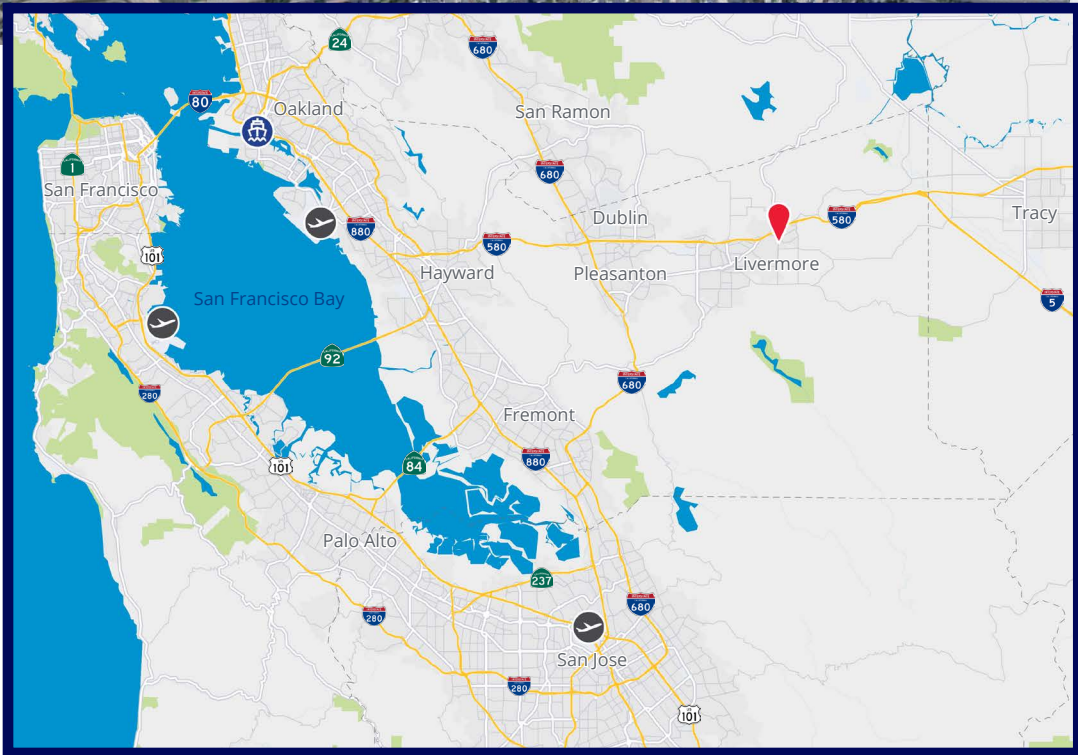 24
680
80
Oakland
San Ramon
1
680
San Francisco
Dublin
Tracy
580
880
580
101
Hayward
Pleasanton
Livermore
San Francisco Bay
5
92
680
280
Fremont
880
101
84
Palo Alto
237
680
280
San Jose
280
101